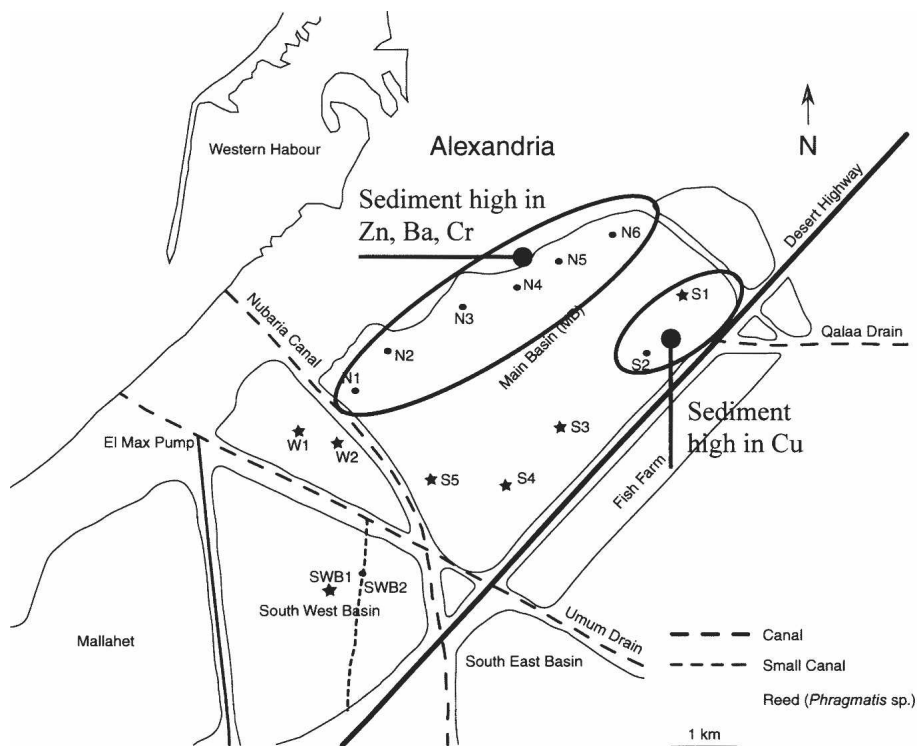 Western Habour
Alexandria
N
Desert Highway
Sediment high in
Zn, Ba, Cr
N6
N5
N4
N3
N2
N1
S1
S2
Nubaria Canal
Main Basin (MB)
Qalaa Drain
Sediment
high in Cu
El Max Pump
W1
W2
S3
S4
S5
Fish Farm
SWB1
SWB2
South West Basin
Mallahet
Umum Drain
South East Basin
Canal
Small Canal
Reed (Phragmatis sp.)
1 km